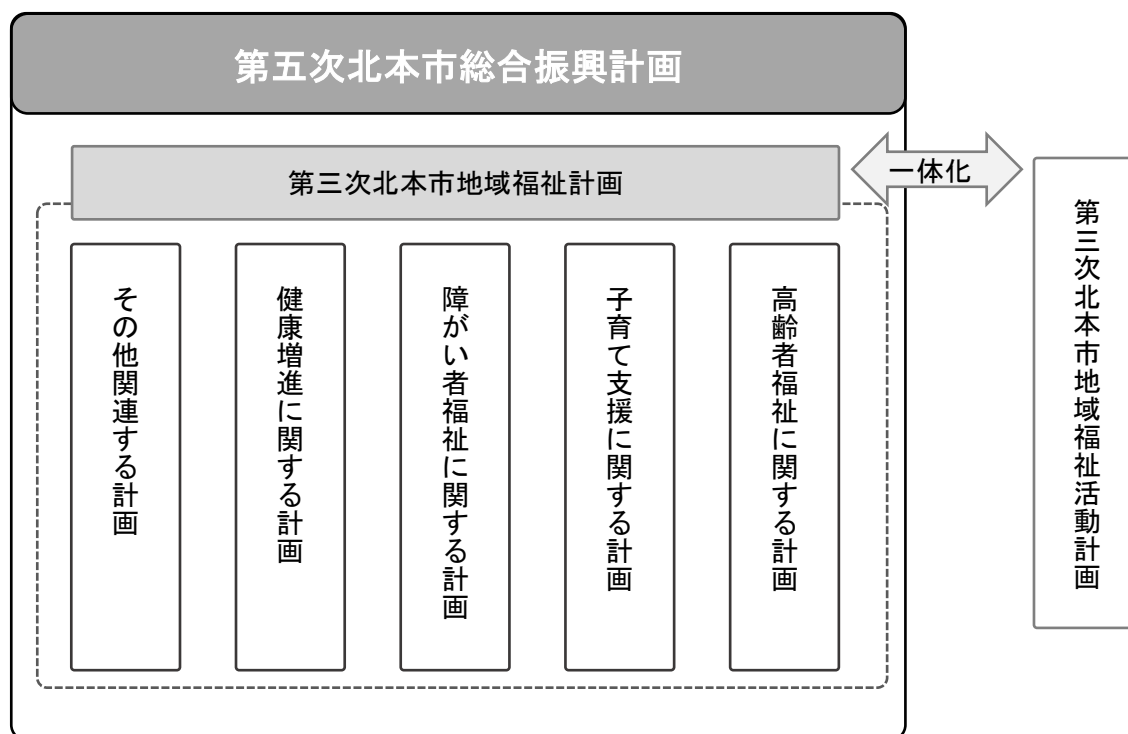 第五次北本市総合振興計画
第三次北本市地域福祉計画
一体化
第三次北本市地域福祉活動計画
高齢者福祉に関する計画
子育て支援に関する計画
障がい者福祉に関する計画
健康増進に関する計画
その他関連する計画